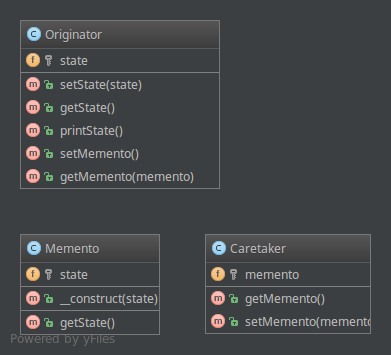 Originator
state
setState(state)
getState()
printState()
setMemento()
getMemento(memento)
Memento
state
__construct(state)
getState()
Caretaker
memento
getMemento()
setMemento(memento
Powered by yFiles